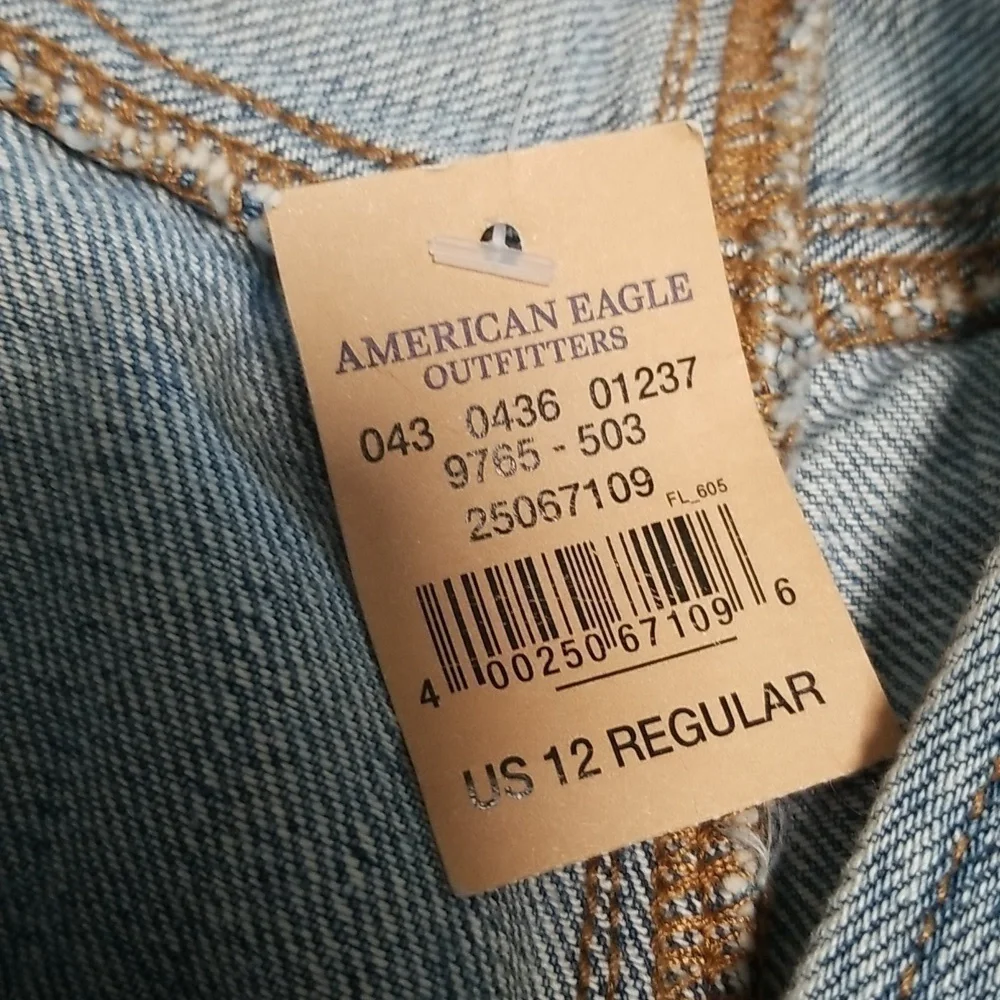 AMERICAN EAGLE
OUTFITTERS
043 0436 01237
9765 - 503
25067109 FL_605
4 00250 67109 6
US 12 REGULAR